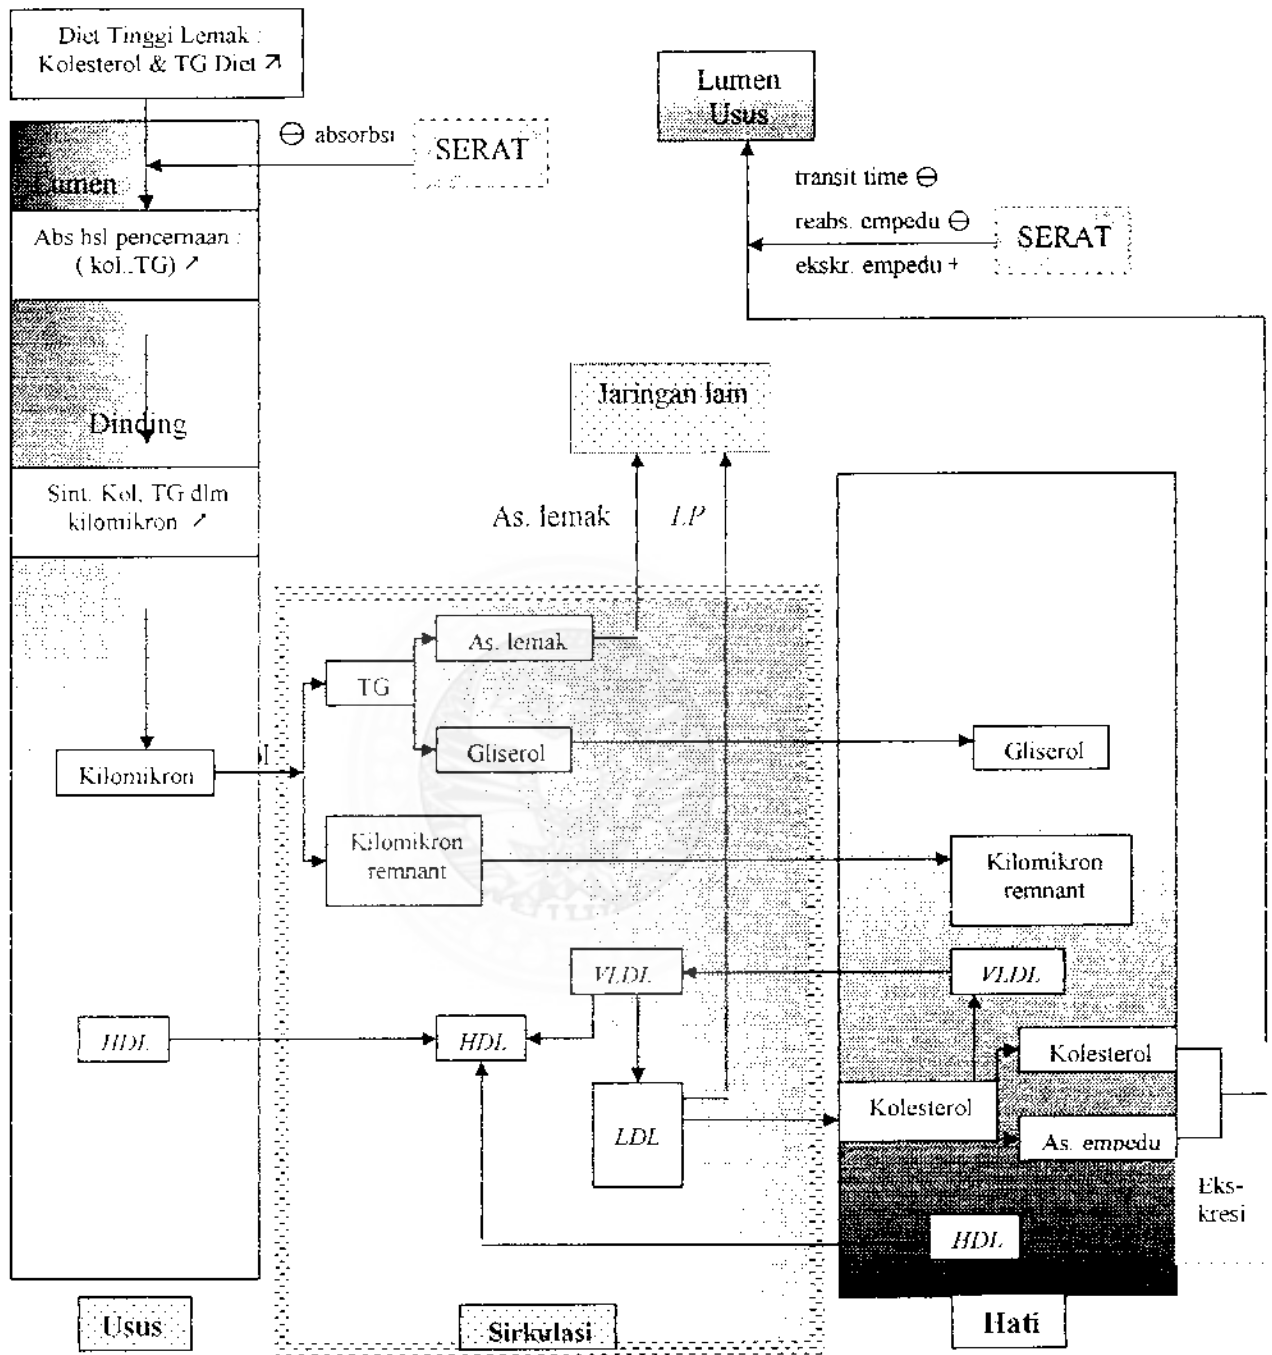 Diet Tinggi Lemak :
Kolesterol & TG Diet ↗
⊖ absorbsi
SERAT
Lumen
Abs hsl pencernaan :
( kol..TG) ↗
Dinding
Sint. Kol, TG dlm
kilomikron ↗
Kilomikron
HDL
Usus
Lumen
Usus
transit time ⊖
reabs. empedu ⊖
ekskr. empedu +
SERAT
Jaringan lain
As. lemak
LP
As. lemak
TG
Gliserol
Kilomikron
remnant
VLDL
HDL
LDL
Sirkulasi
Gliserol
Kilomikron
remnant
VLDL
Kolesterol
Kolesterol
As. empedu
HDL
Hati
Eks-
kresi